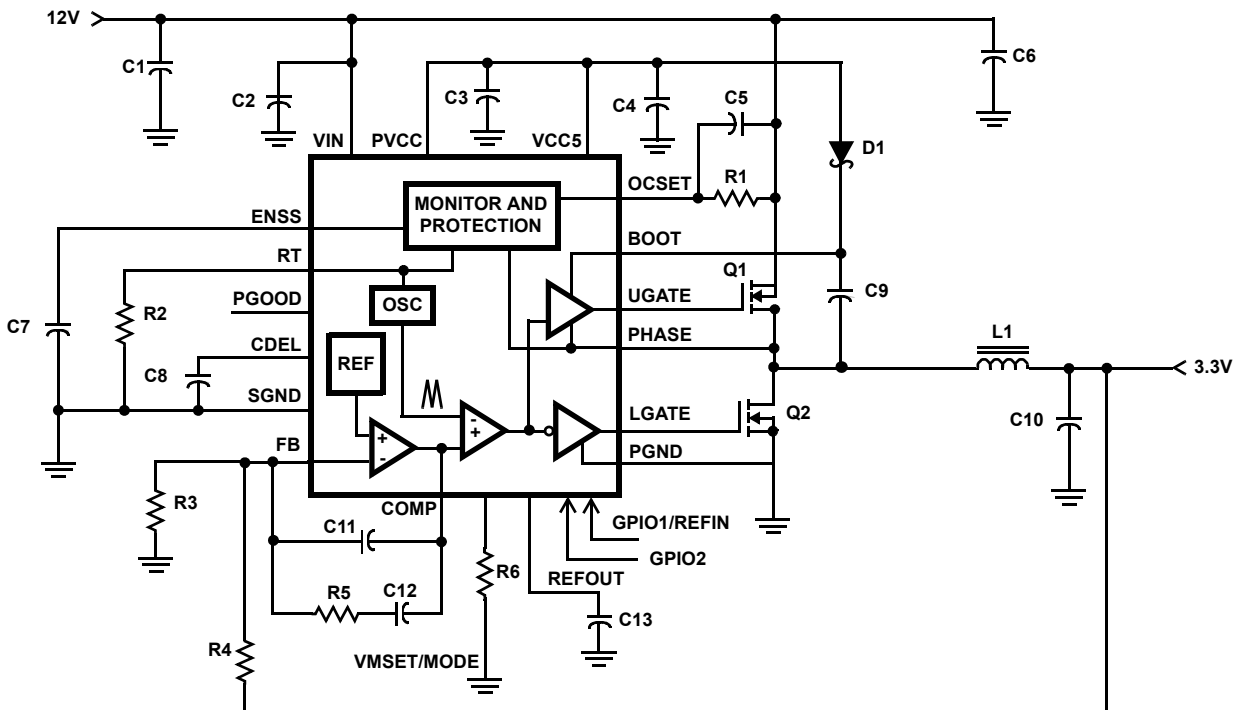 12V
C1
C2
C3
C4
C5
C6
VIN
PVCC
VCC5
D1
OCSET
R1
MONITOR AND
PROTECTION
ENSS
BOOT
RT
Q1
C9
OSC
UGATE
PGOOD
R2
C7
PHASE
L1
CDEL
REF
3.3V
C8
SGND
LGATE
Q2
C10
FB
+
-
-
+
PGND
R3
COMP
C11
GPIO1/REFIN
GPIO2
R6
REFOUT
R5
C12
C13
R4
VMSET/MODE